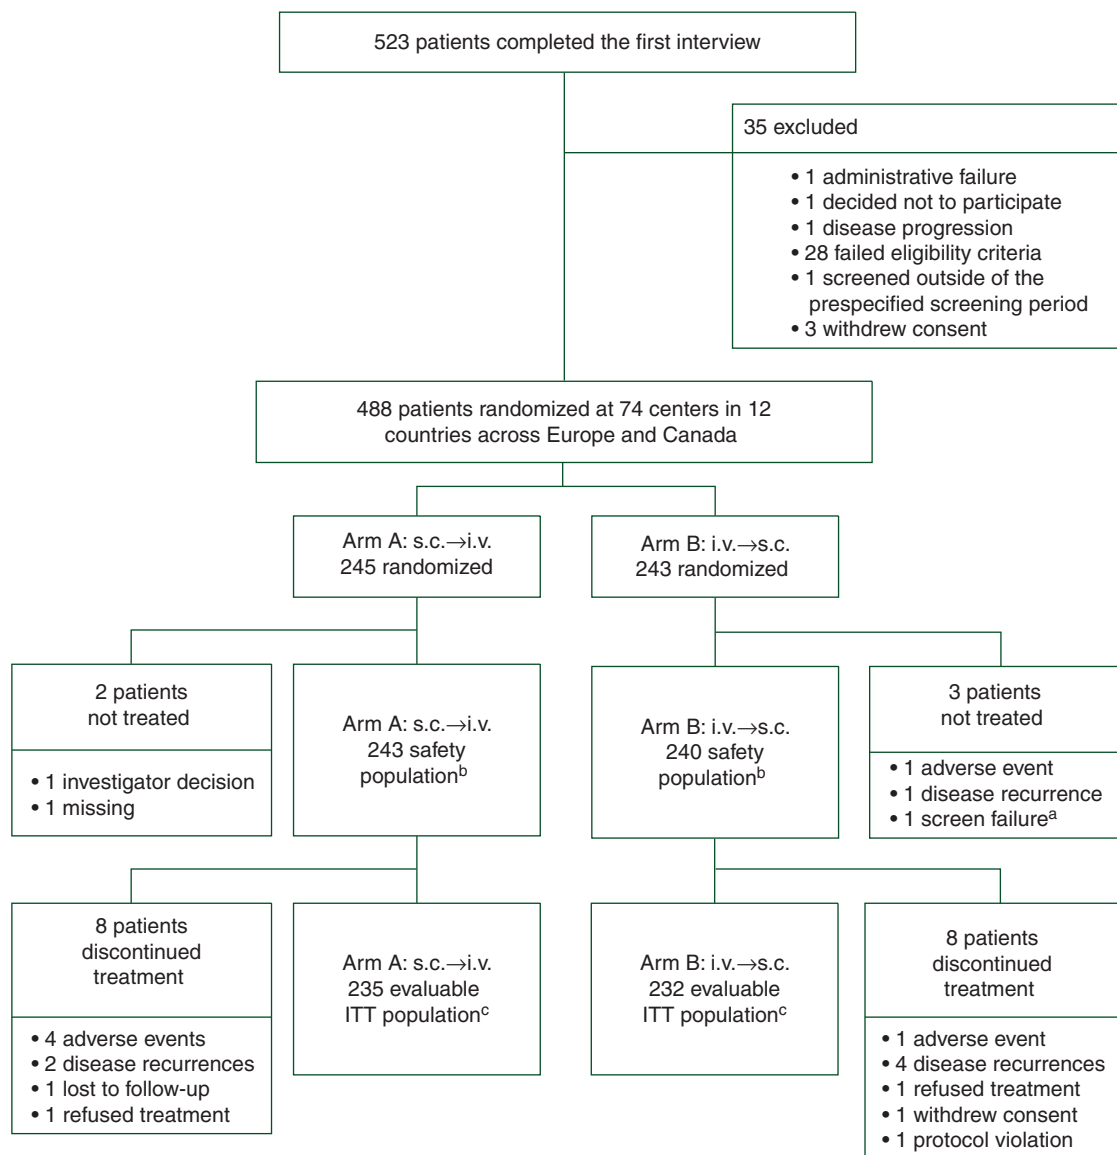 523 patients completed the first interview
35 excluded
• 1 administrative failure
• 1 decided not to participate
• 1 disease progression
• 28 failed eligibility criteria
• 1 screened outside of the
prespecified screening period
• 3 withdrew consent
488 patients randomized at 74 centers in 12
countries across Europe and Canada
Arm A: s.c.→i.v.
245 randomized
Arm B: i.v.→s.c.
243 randomized
2 patients
not treated
• 1 investigator decision
• 1 missing
Arm A: s.c.→i.v.
243 safety
populationᵇ
Arm B: i.v.→s.c.
240 safety
populationᵇ
3 patients
not treated
• 1 adverse event
• 1 disease recurrence
• 1 screen failureᵃ
8 patients
discontinued
treatment
• 4 adverse events
• 2 disease recurrences
• 1 lost to follow-up
• 1 refused treatment
Arm A: s.c.→i.v.
235 evaluable
ITT populationᶜ
Arm B: i.v.→s.c.
232 evaluable
ITT populationᶜ
8 patients
discontinued
treatment
• 1 adverse event
• 4 disease recurrences
• 1 refused treatment
• 1 withdrew consent
• 1 protocol violation